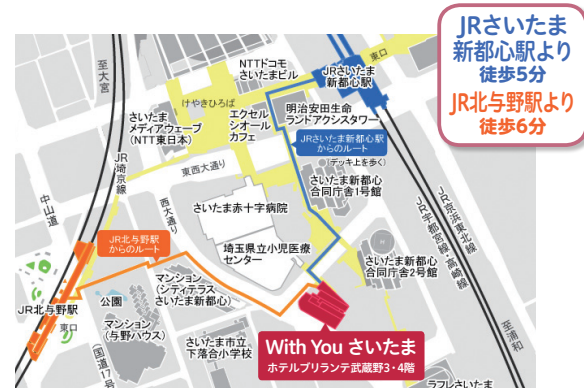 JRさいたま
新都心駅より
徒歩5分
JR北与野駅より
徒歩6分
至大宮
NTTドコモ
さいたまビル
JRさいたま
新都心駅
東口
けやきひろば
さいたま
メディアウェーブ
(NTT東日本)
エクセル
シオール
カフェ
明治安田生命
ランドアクシスタワー
JRさいたま新都心駅
からのルート
(デッキ上を歩く)
JR埼京線
東西大通り
中山道
西大通り
さいたま新都心
合同庁舎1号館
さいたま赤十字病院
JR京浜東北線
JR宇都宮線・高崎線
JR北与野駅
からのルート
埼玉県立小児医療
センター
さいたま新都心
合同庁舎2号館
マンション
(シティテラス
さいたま新都心)
公園
JR北与野駅
東口
マンション
(与野ハウス)
(国道17号)
さいたま市立
下落合小学校
With You さいたま
ホテルブリランテ武蔵野3・4階
至浦和
ラフレさいたま